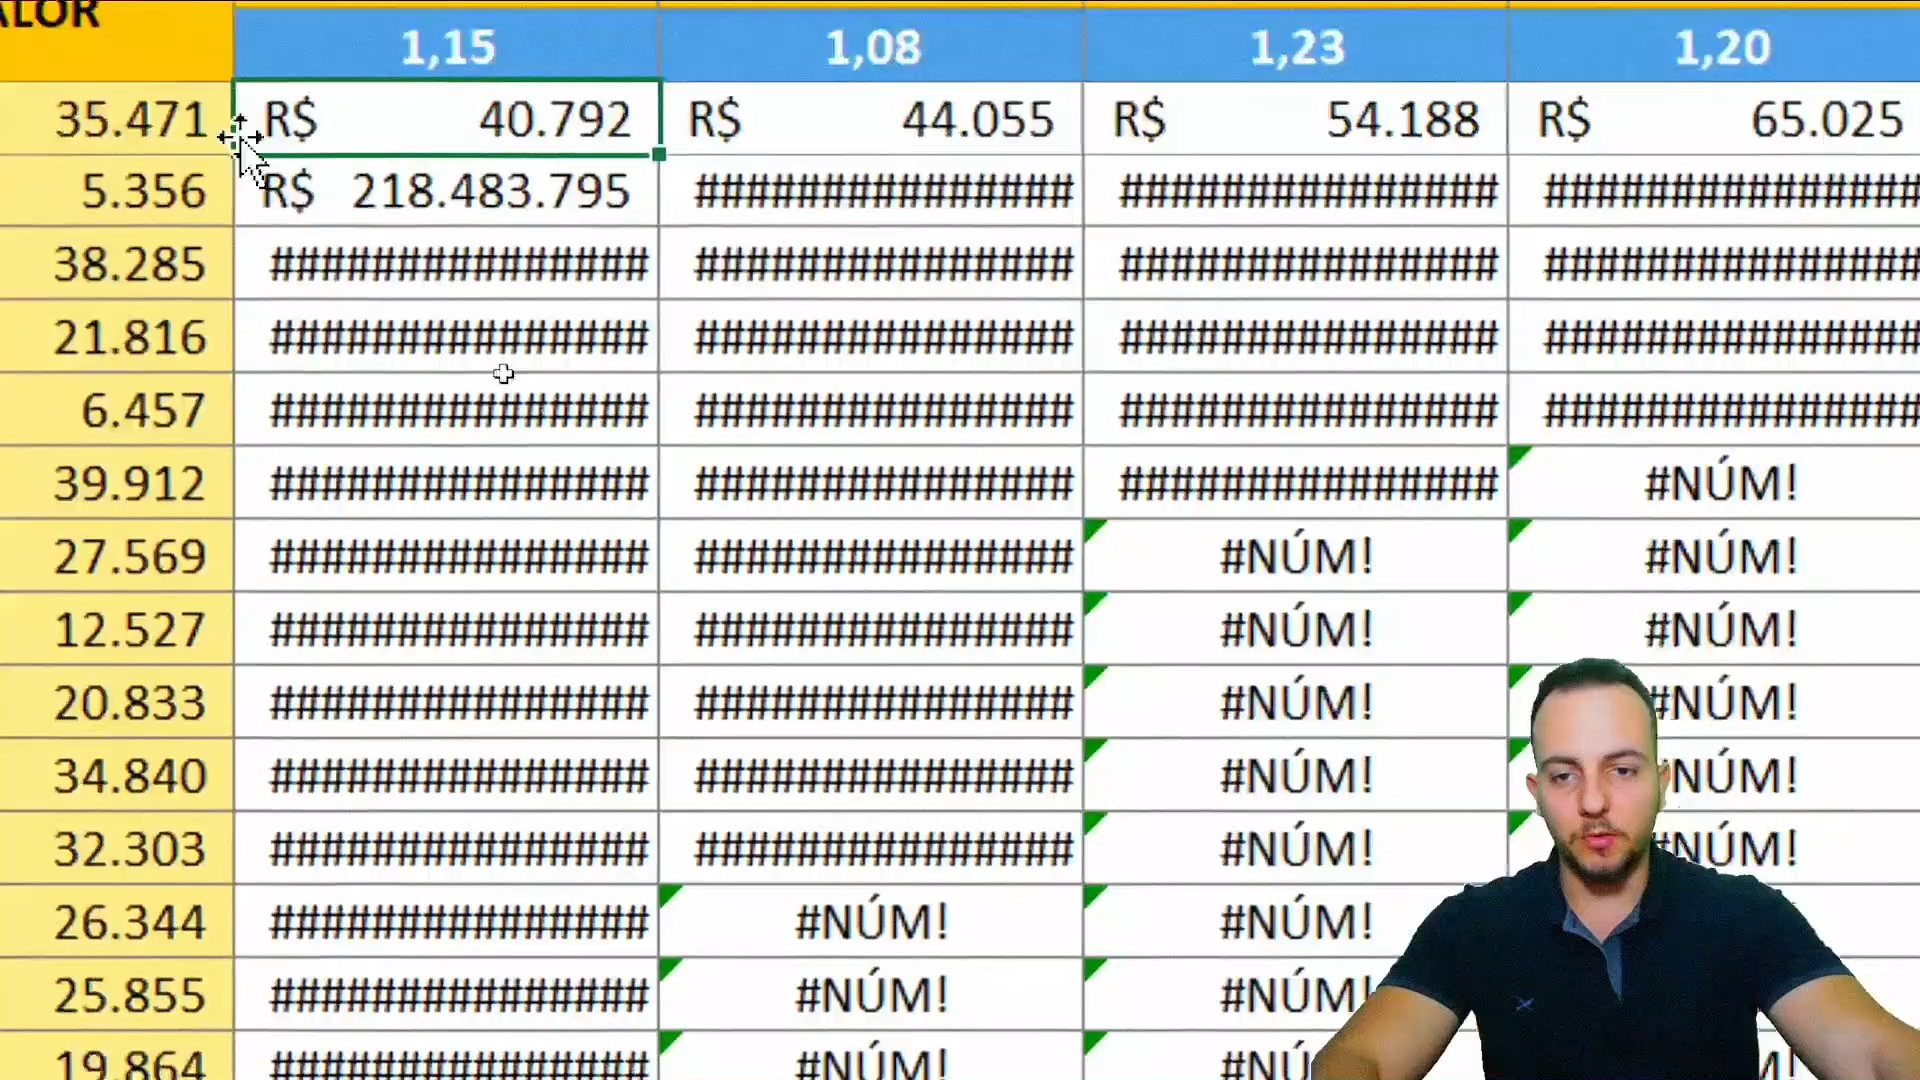 ALOR 1,15 1,08 1,23 1,20
35.471 R$ 40.792 R$ 44.055 R$ 54.188 R$ 65.025
5.356 R$ 218.483.795 ############### ############### ###############
38.285 ############### ############### ############### ###############
21.816 ############### ############### ############### ###############
6.457 ############### ############### ############### ###############
39.912 ############### ############### ############### #NÚM!
27.569 ############### ############### #NÚM! #NÚM!
12.527 ############### ############### #NÚM! #NÚM!
20.833 ############### ############### #NÚM! #NÚM!
34.840 ############### ############### #NÚM! NÚM!
32.303 ############### ############### #NÚM! NÚM!
26.344 ############### #NÚM! #NÚM!
25.855 ############### #NÚM! #NÚM!
19.864 ############### #NÚM!